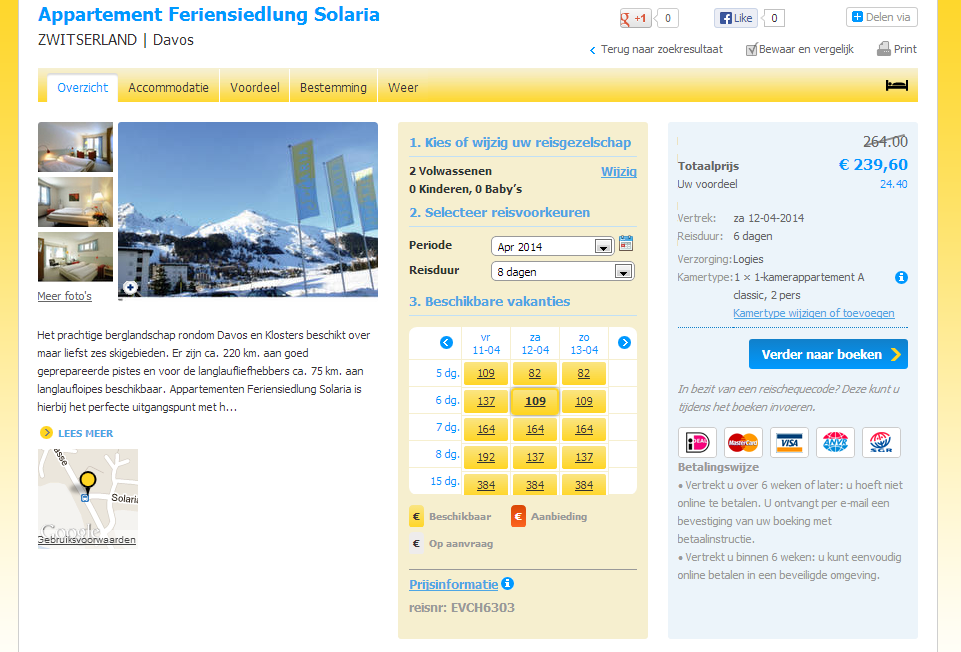 Appartement Feriensiedlung Solaria
ZWITSERLAND | Davos
+1 0 Like 0 Delen via
Terug naar zoekresultaat Bewaar en vergelijk Print
Overzicht Accommodatie Voordeel Bestemming Weer
Meer foto's
Het prachtige berglandschap rondom Davos en Klosters beschikt over
maar liefst zes skigebieden. Er zijn ca. 220 km. aan goed
geprepareerde pistes en voor de langlaufliefhebbers ca. 75 km. aan
langlaufloipes beschikbaar. Appartementen Feriensiedlung Solaria is
hierbij het perfecte uitgangspunt met h...
LEES MEER
Solaria
Google
Gebruiksvoorwaarden
1. Kies of wijzig uw reisgezelschap
2 Volwassenen Wijzig
0 Kinderen, 0 Baby's
2. Selecteer reisvoorkeuren
Periode Apr 2014
Reisduur 8 dagen
3. Beschikbare vakanties
vr za zo
11-04 12-04 13-04
5 dg. 109 82 82
6 dg. 137 109 109
7 dg. 164 164 164
8 dg. 192 137 137
15 dg. 384 384 384
€ Beschikbaar € Aanbieding
€ Op aanvraag
Prijsinformatie
reisnr: EVCH6303
264.00
Totaalprijs € 239,60
Uw voordeel 24.40
Vertrek: za 12-04-2014
Reisduur: 6 dagen
Verzorging: Logies
Kamertype: 1 × 1-kamerappartement A
classic, 2 pers
Kamertype wijzigen of toevoegen
Verder naar boeken
In bezit van een reischequecode? Deze kunt u
tijdens het boeken invoeren.
iDEAL MasterCard VISA ANVR SGR
Betalingswijze
• Vertrekt u over 6 weken of later: u hoeft niet
online te betalen. U ontvangt per e-mail een
bevestiging van uw boeking met
betaalinstructie.
• Vertrekt u binnen 6 weken: u kunt eenvoudig
online betalen in een beveiligde omgeving.